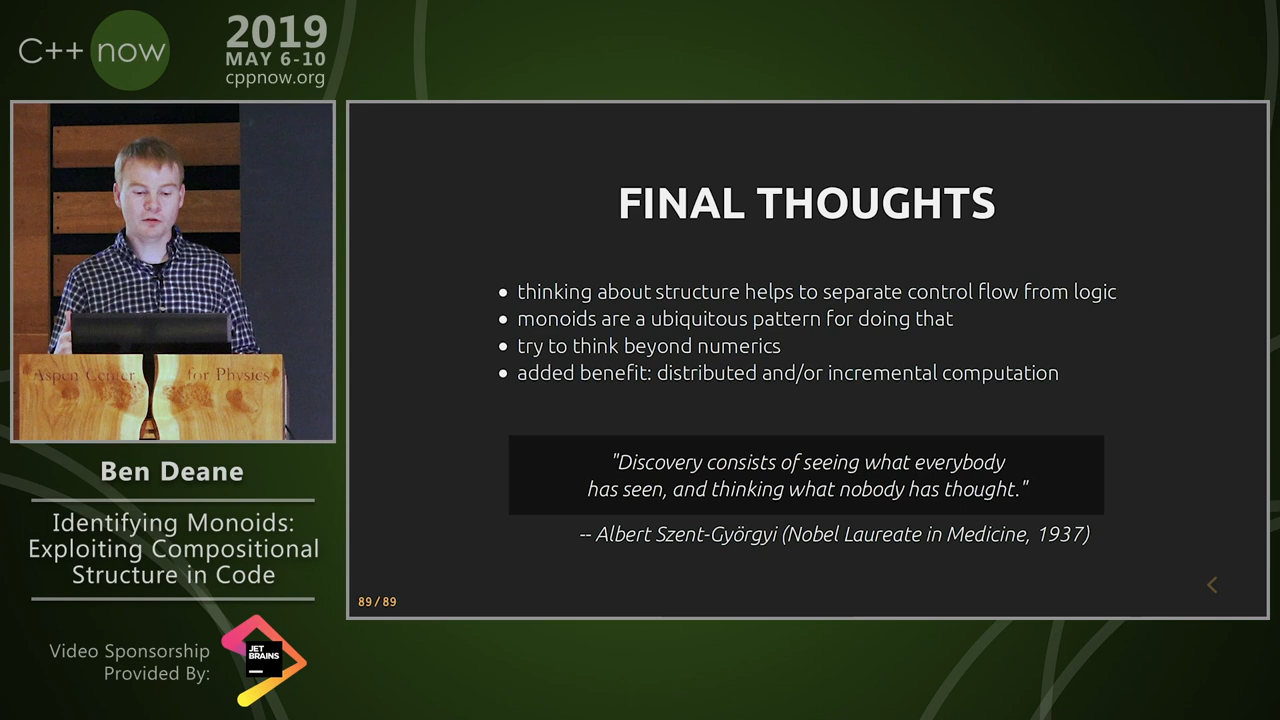 C++ now
2019
MAY 6-10
cppnow.org
Aspen Center for Physics
Ben Deane
Identifying Monoids:
Exploiting Compositional
Structure in Code
Video Sponsorship
Provided By:
JET
BRAINS
FINAL THOUGHTS
• thinking about structure helps to separate control flow from logic
• monoids are a ubiquitous pattern for doing that
• try to think beyond numerics
• added benefit: distributed and/or incremental computation
"Discovery consists of seeing what everybody
has seen, and thinking what nobody has thought."
-- Albert Szent-Györgyi (Nobel Laureate in Medicine, 1937)
89/89